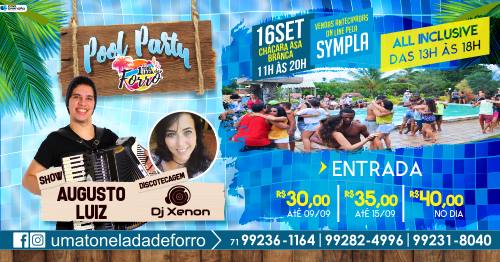 Pool Party
Forró
16SET
CHÁCARA ASA
BRANCA
11H ÀS 20H
VENDAS ANTECIPADAS
ON LINE PELA
SYMPLA
ALL INCLUSIVE
DAS 13H ÀS 18H
SHOW
AUGUSTO
LUIZ
DISCOTECAGEM
Dj Xenon
ENTRADA
R$30,00
ATÉ 09/09
R$35,00
ATÉ 15/09
R$40,00
NO DIA
umatoneladadeforro
71 99236-1164 | 99282-4996 | 99231-8040